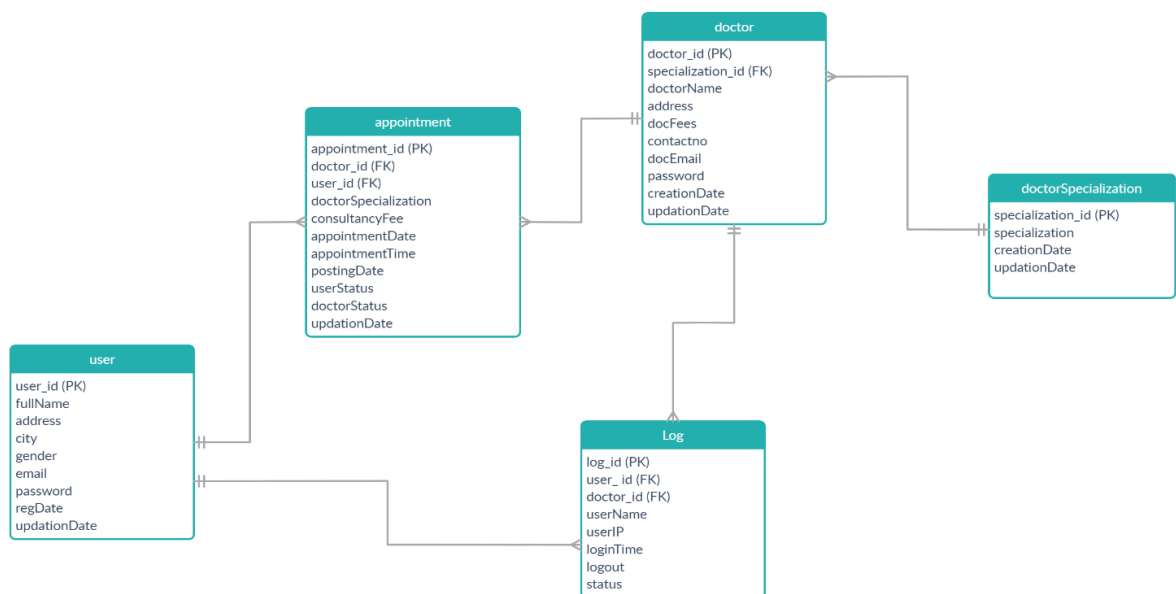 doctor
doctor_id (PK)
specialization_id (FK)
doctorName
address
docFees
contactno
docEmail
password
creationDate
updationDate
appointment
appointment_id (PK)
doctor_id (FK)
user_id (FK)
doctorSpecialization
consultancyFee
appointmentDate
appointmentTime
postingDate
userStatus
doctorStatus
updationDate
doctorSpecialization
specialization_id (PK)
specialization
creationDate
updationDate
user
user_id (PK)
fullName
address
city
gender
email
password
regDate
updationDate
Log
log_id (PK)
user_ id (FK)
doctor_id (FK)
userName
userIP
loginTime
logout
status